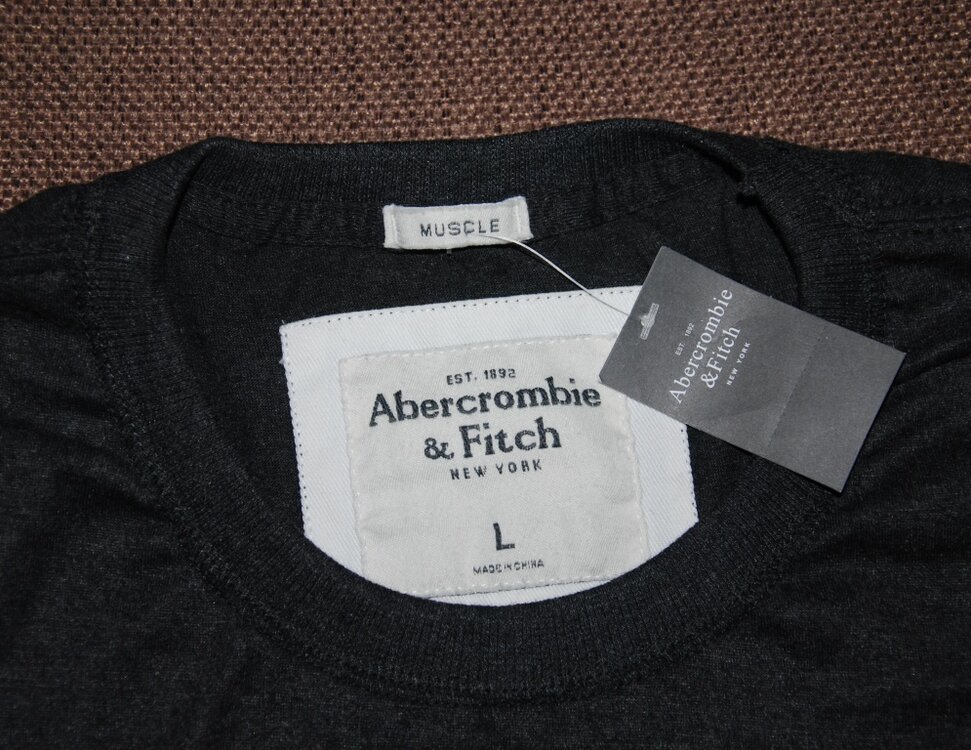 MUSCLE
EST. 1892
Abercrombie
& Fitch
NEW YORK
L
MADE IN CHINA
EST. 1892
Abercrombie
& Fitch
NEW YORK